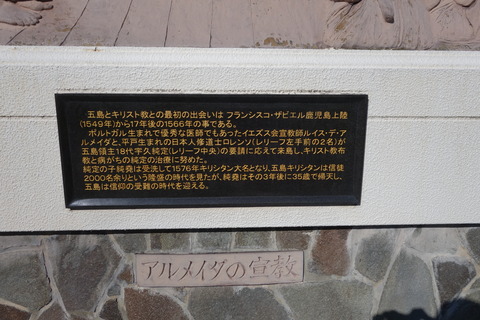 五島とキリスト教との最初の出会いは フランシスコ・ザビエル鹿児島上陸
(1549年)から17年後の1566年の事である。
ポルトガル生まれで優秀な医師でもあったイエズス会宣教師ルイス・デ・ア
ルメイダと、平戸生まれの日本人修道士ロレンソ(レリーフ左手前の2名)が
五島領主18代宇久純定(レリーフ中央)の要請に応えて来島し、キリスト教布
教と病がちの純定の治療に努めた。
純定の子純堯は受洗して1576年キリシタン大名となり、五島キリシタンは信徒
2000名余りという隆盛の時代を見たが、純堯はその3年後に35歳で帰天し、
五島は信仰の受難の時代を迎える。
アルメイダの宣教